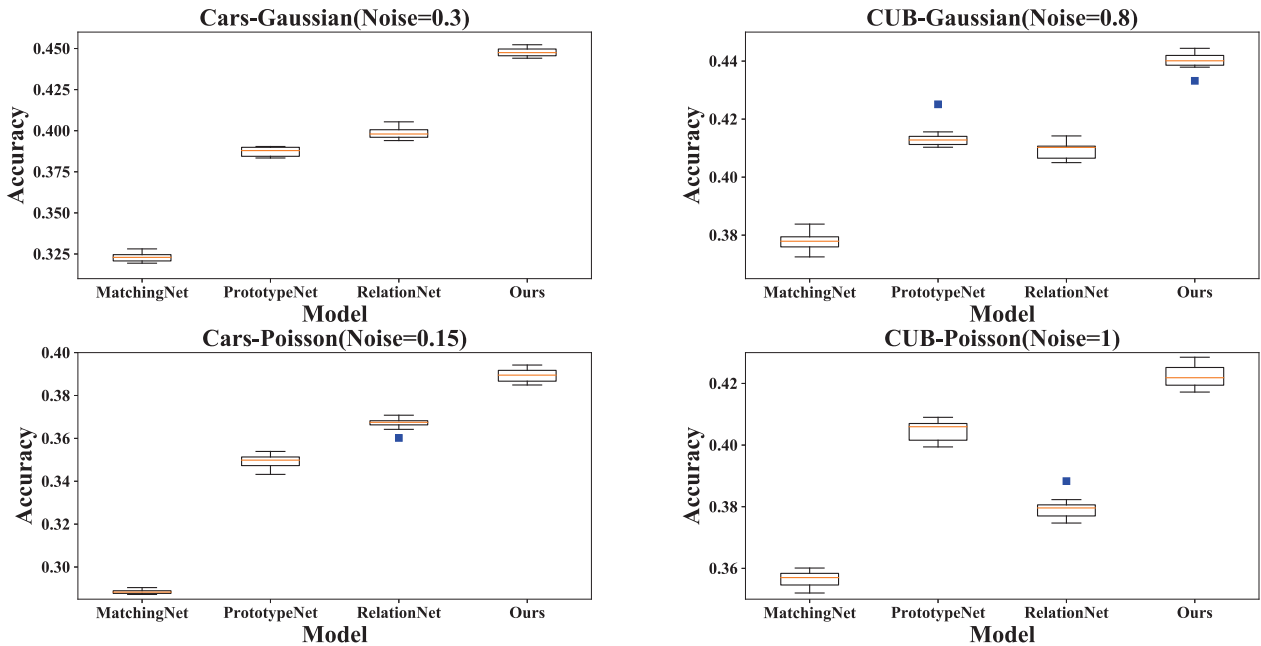 Cars-Gaussian(Noise=0.3)
Accuracy
0.450
0.425
0.400
0.375
0.350
0.325
MatchingNet PrototypeNet RelationNet Ours
Model
CUB-Gaussian(Noise=0.8)
Accuracy
0.44
0.42
0.40
0.38
MatchingNet PrototypeNet RelationNet Ours
Model
Cars-Poisson(Noise=0.15)
Accuracy
0.40
0.38
0.36
0.34
0.32
0.30
MatchingNet PrototypeNet RelationNet Ours
Model
CUB-Poisson(Noise=1)
Accuracy
0.42
0.40
0.38
0.36
MatchingNet PrototypeNet RelationNet Ours
Model